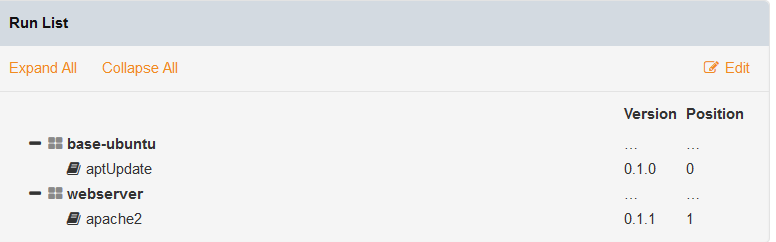 Run List
Expand All Collapse All Edit
Version Position
base-ubuntu ... ...
aptUpdate 0.1.0 0
webserver ... ...
apache2 0.1.1 1